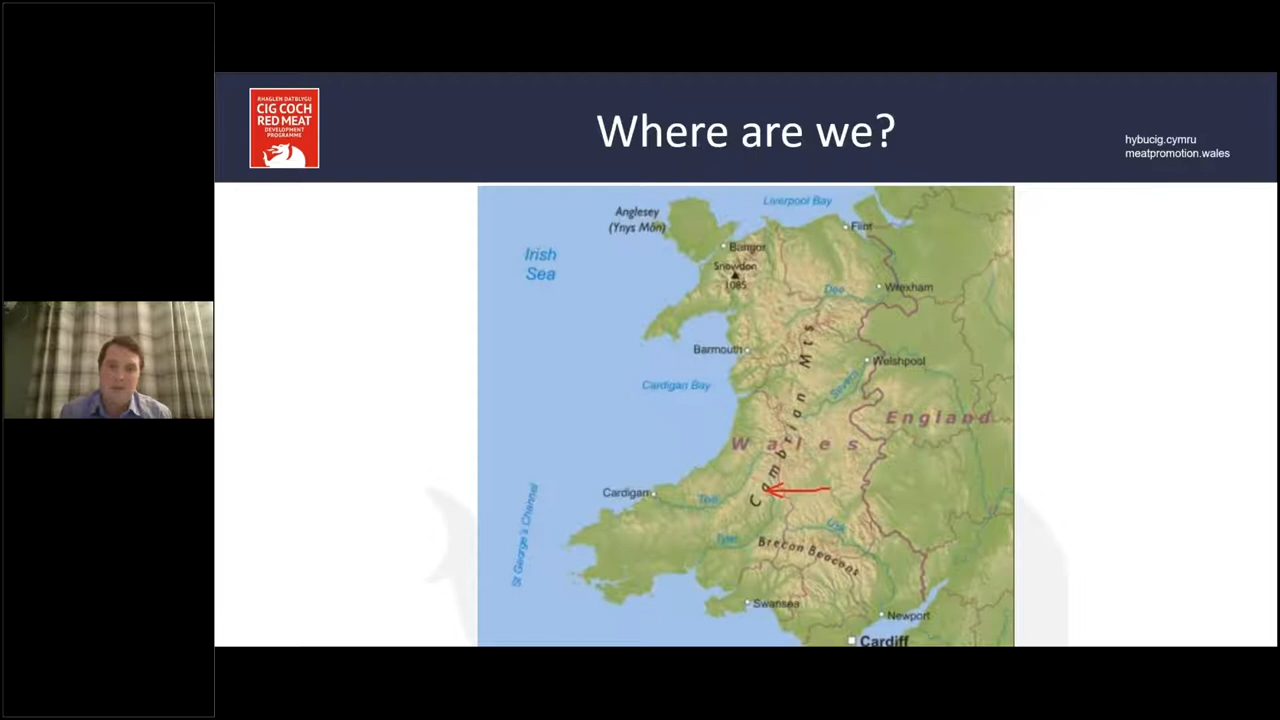 RHAGLEN DATBLYGU
CIG COCH
RED MEAT
DEVELOPMENT
PROGRAMME
Where are we?
hybucig.cymru
meatpromotion.wales
Liverpool Bay
Anglesey
(Ynys Môn)
Flint
Bangor
Irish
Sea
Snowdon
1085
Dee
Wrexham
Barmouth
Welshpool
Cardigan Bay
Severn
Cambrian Mts
England
Wales
Cardigan
Teifi
Usk
Tywi
Brecon Beacons
St George's Channel
Swansea
Newport
Cardiff